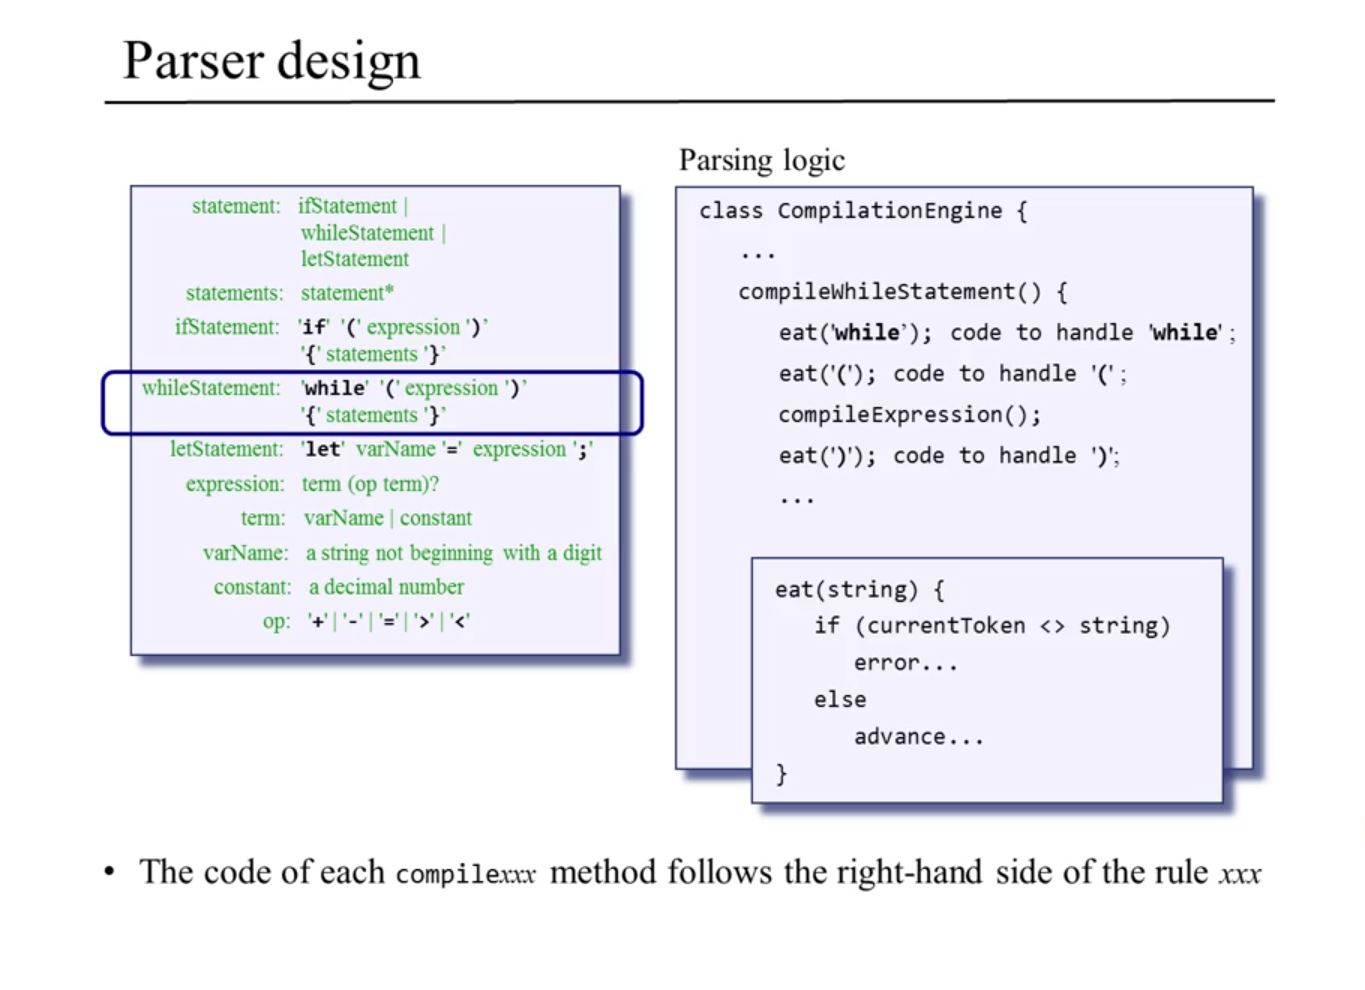 Parser design
statement: ifStatement |
whileStatement |
letStatement
statements: statement*
ifStatement: 'if' '(' expression ')'
'{' statements '}'
whileStatement: 'while' '(' expression ')'
'{' statements '}'
letStatement: 'let' varName '=' expression ';'
expression: term (op term)?
term: varName | constant
varName: a string not beginning with a digit
constant: a decimal number
op: '+' | '-' | '=' | '>' | '<'
Parsing logic
class CompilationEngine {
...
compileWhileStatement() {
eat('while'); code to handle 'while';
eat('('); code to handle '(';
compileExpression();
eat(')'); code to handle ')';
...
eat(string) {
if (currentToken <> string)
error...
else
advance...
}
• The code of each compilexxx method follows the right-hand side of the rule xxx